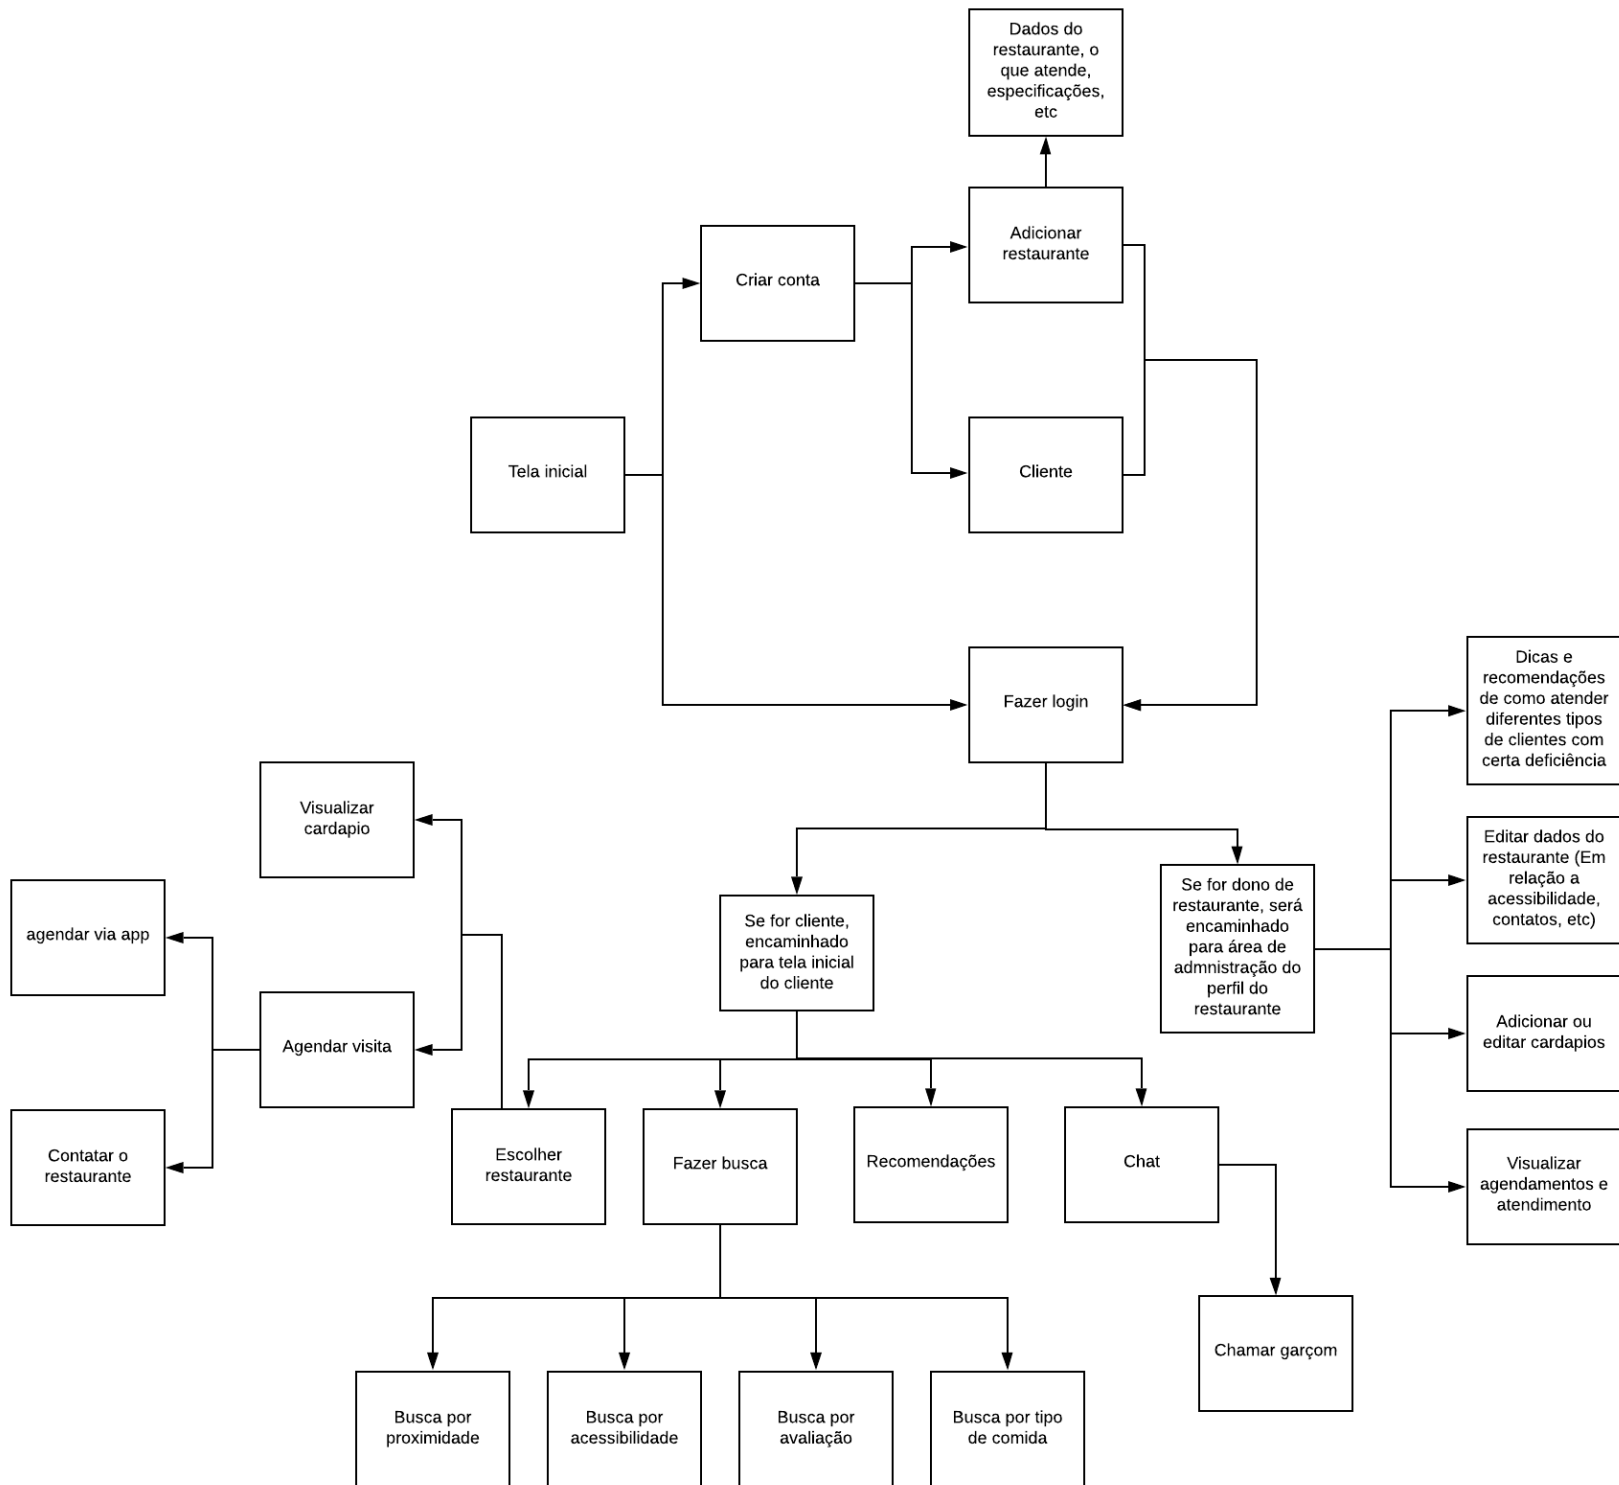 Dados do
restaurante, o
que atende,
especificações,
etc
Adicionar
restaurante
Criar conta
Tela inicial
Cliente
Fazer login
Dicas e
recomendações
de como atender
diferentes tipos
de clientes com
certa deficiência
Visualizar
cardapio
Editar dados do
restaurante (Em
relação a
acessibilidade,
contatos, etc)
agendar via app
Se for cliente,
encaminhado
para tela inicial
do cliente
Se for dono de
restaurante, será
encaminhado
para área de
admnistração do
perfil do
restaurante
Agendar visita
Adicionar ou
editar cardapios
Contatar o
restaurante
Escolher
restaurante
Fazer busca
Recomendações
Chat
Visualizar
agendamentos e
atendimento
Chamar garçom
Busca por
proximidade
Busca por
acessibilidade
Busca por
avaliação
Busca por tipo
de comida